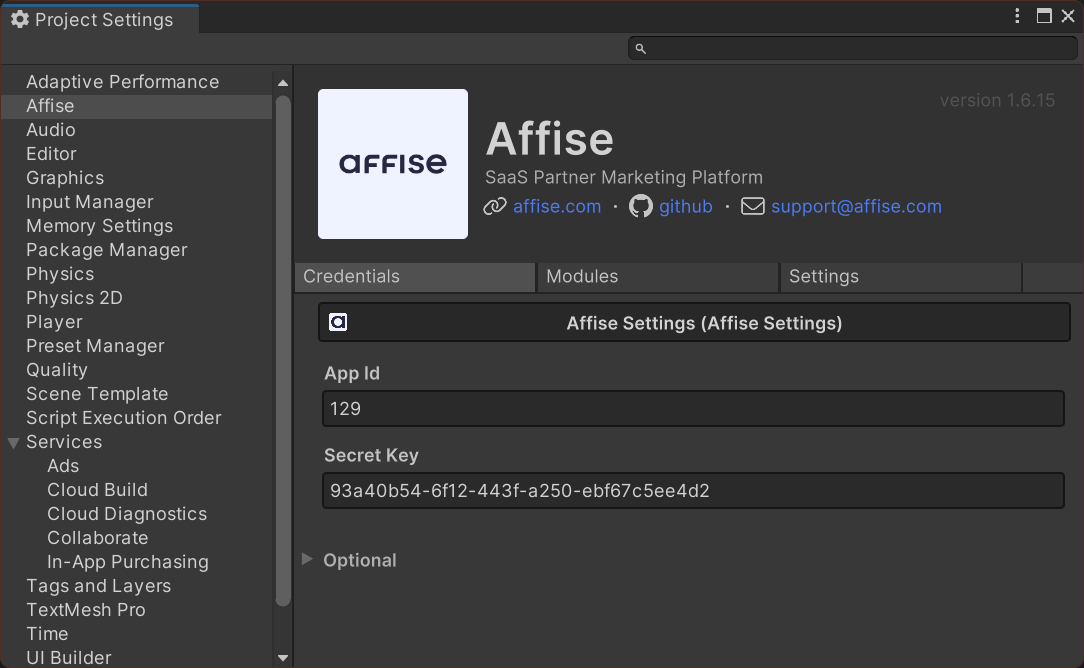 Project Settings
Adaptive Performance
Affise
Audio
Editor
Graphics
Input Manager
Memory Settings
Package Manager
Physics
Physics 2D
Player
Preset Manager
Quality
Scene Template
Script Execution Order
Services
Ads
Cloud Build
Cloud Diagnostics
Collaborate
In-App Purchasing
Tags and Layers
TextMesh Pro
Time
UI Builder
version 1.6.15
AFFISE
Affise
SaaS Partner Marketing Platform
affise.com · github · support@affise.com
Credentials Modules Settings
a Affise Settings (Affise Settings)
App Id
129
Secret Key
93a40b54-6f12-443f-a250-ebf67c5ee4d2
Optional